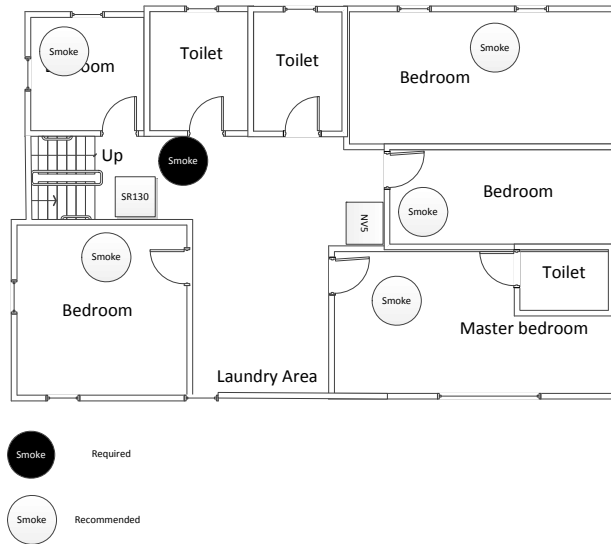 Smoke
Toilet
Toilet
Smoke
Bedroom
Up
Smoke
SR130
Bedroom
Smoke
NVS
Smoke
Bedroom
Toilet
Smoke
Master bedroom
Laundry Area
Smoke Required
Smoke Recommended